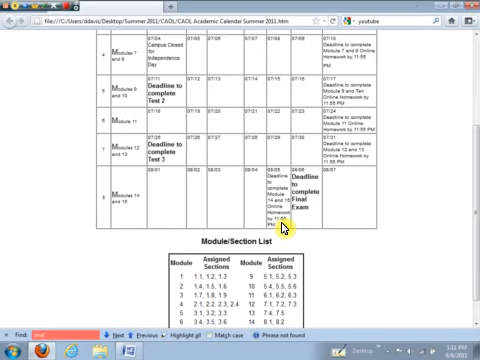 file:///C:/Users/ddavis/Desktop/Summer 2011/CAOL/CAOL Academic Calendar Summer 2011.htm
youtube
4
Modules 7
and 8
07/04
Campus Closed
for
Independence
Day
07/05
07/06
07/07
07/08
07/09
07/10
Deadline to complete
Module 7 and 8 Online
Homework by 11:55
PM
5
Modules 9
and 10
07/11
Deadline to
complete
Test 2
07/12
07/13
07/14
07/15
07/16
07/17
Deadline to complete
Module 9 and Ten
Online Homework by
11:55 PM
6
Module 11
07/18
07/19
07/20
07/21
07/22
07/23
07/24
Deadline to complete
Module 11 Online
Homework by 11:55 PM
7
Modules 12
and 13
07/25
Deadline to
complete
Test 3
07/26
07/27
07/28
07/29
07/30
07/31
Deadline to complete
Module 12 and 13
Online Homework by
11:55 PM
8
Modules 14
and 15
08/01
08/02
08/03
08/04
08/05
Deadline
to
complete
Module
14 and 15
Online
Homework
by 11:55
PM
08/06
Deadline
to
complete
Final
Exam
08/07
Module/Section List
Module Assigned Sections Module Assigned Sections
1 1.1, 1.2, 1.3 9 5.1, 5.2, 5.3
2 1.4, 1.5, 1.6 10 5.4, 5.5, 5.6
3 1.7, 1.8, 1.9 11 6.1, 6.2, 6.3
4 2.1, 2.2, 2.3, 2.4 12 7.1, 7.2, 7.3
5 3.1, 3.2, 3.3 13 7.4, 7.5
6 3.4, 3.5, 3.6 14 8.1, 8.2
Find: Next Previous Highlight all Match case Phrase not found
Desktop
1:11 PM
6/6/2011